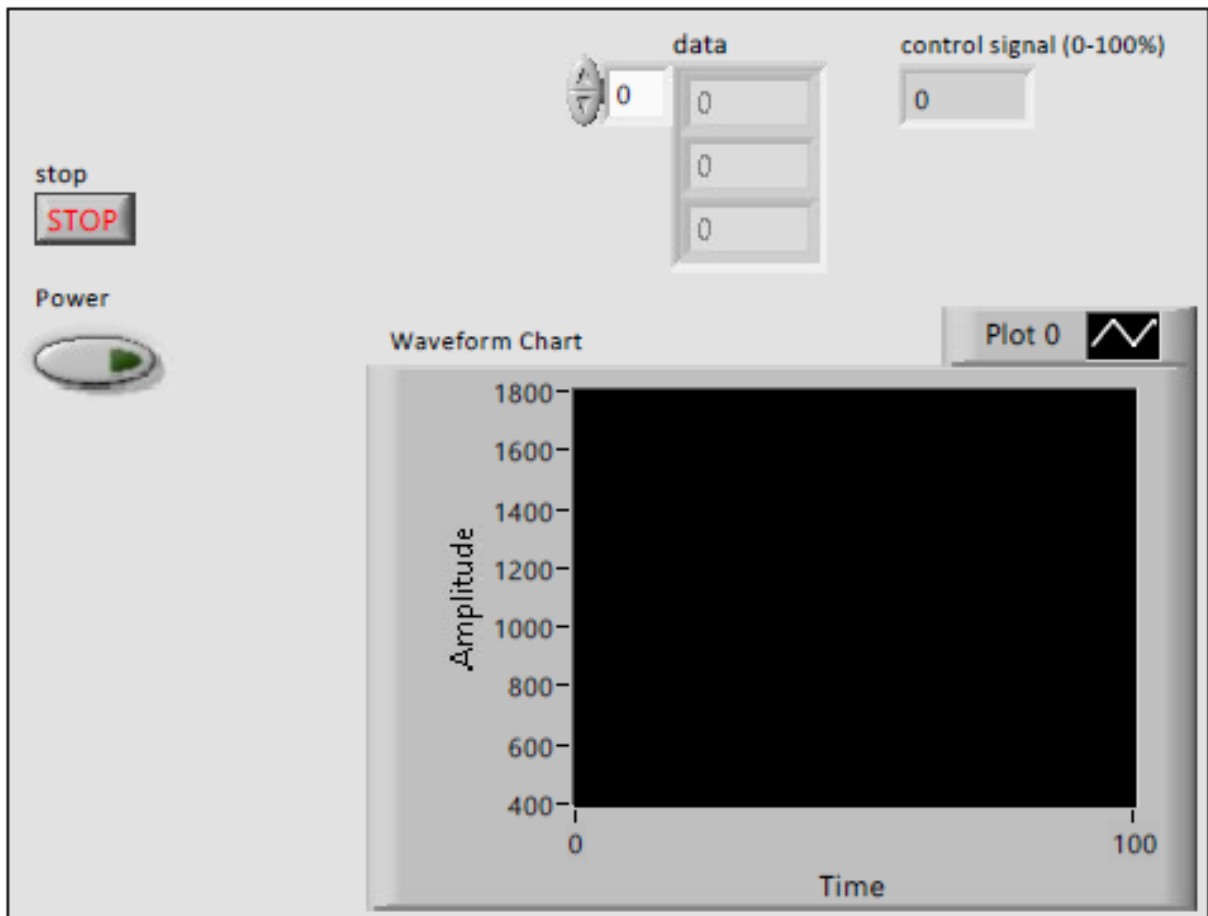 data
control signal (0-100%)
0
0
0
0
0
stop
STOP
Power
Waveform Chart
Plot 0
1800
1600
1400
1200
1000
800
600
400
Amplitude
0
100
Time